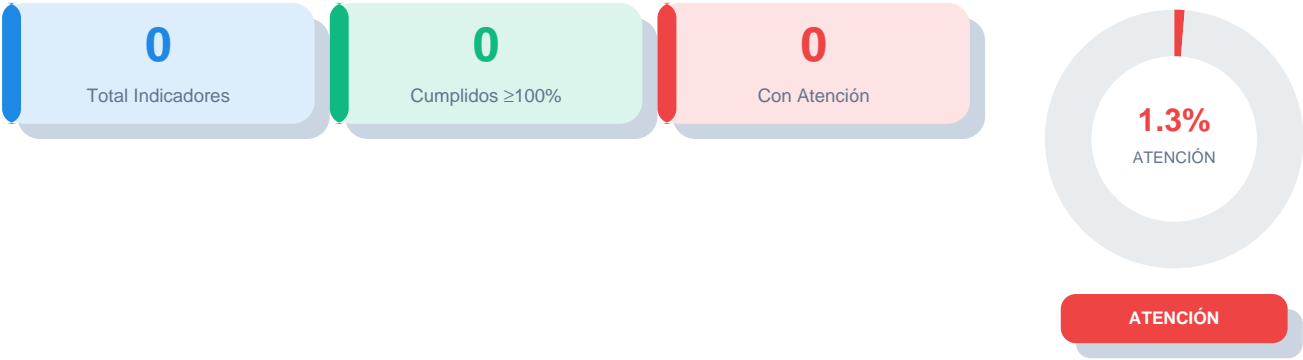 0
Total Indicadores
0
Cumplidos ≥100%
0
Con Atención
1.3%
ATENCIÓN
ATENCIÓN